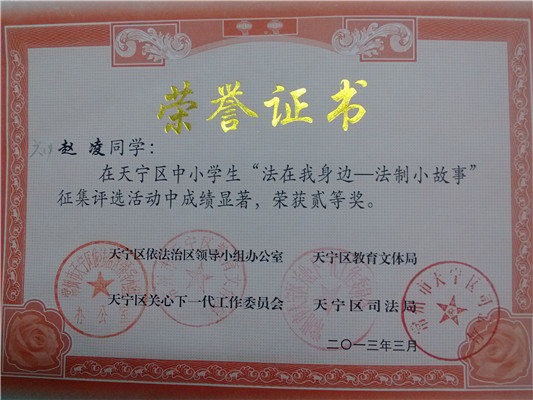 荣誉证书
赵 凌同学:
在天宁区中小学生“法在我身边—法制小故事”
征集评选活动中成绩显著，荣获贰等奖。
天宁区依法治区领导小组办公室 天宁区教育文体局
天宁区关心下一代工作委员会 天宁区司法局
二〇一三年三月